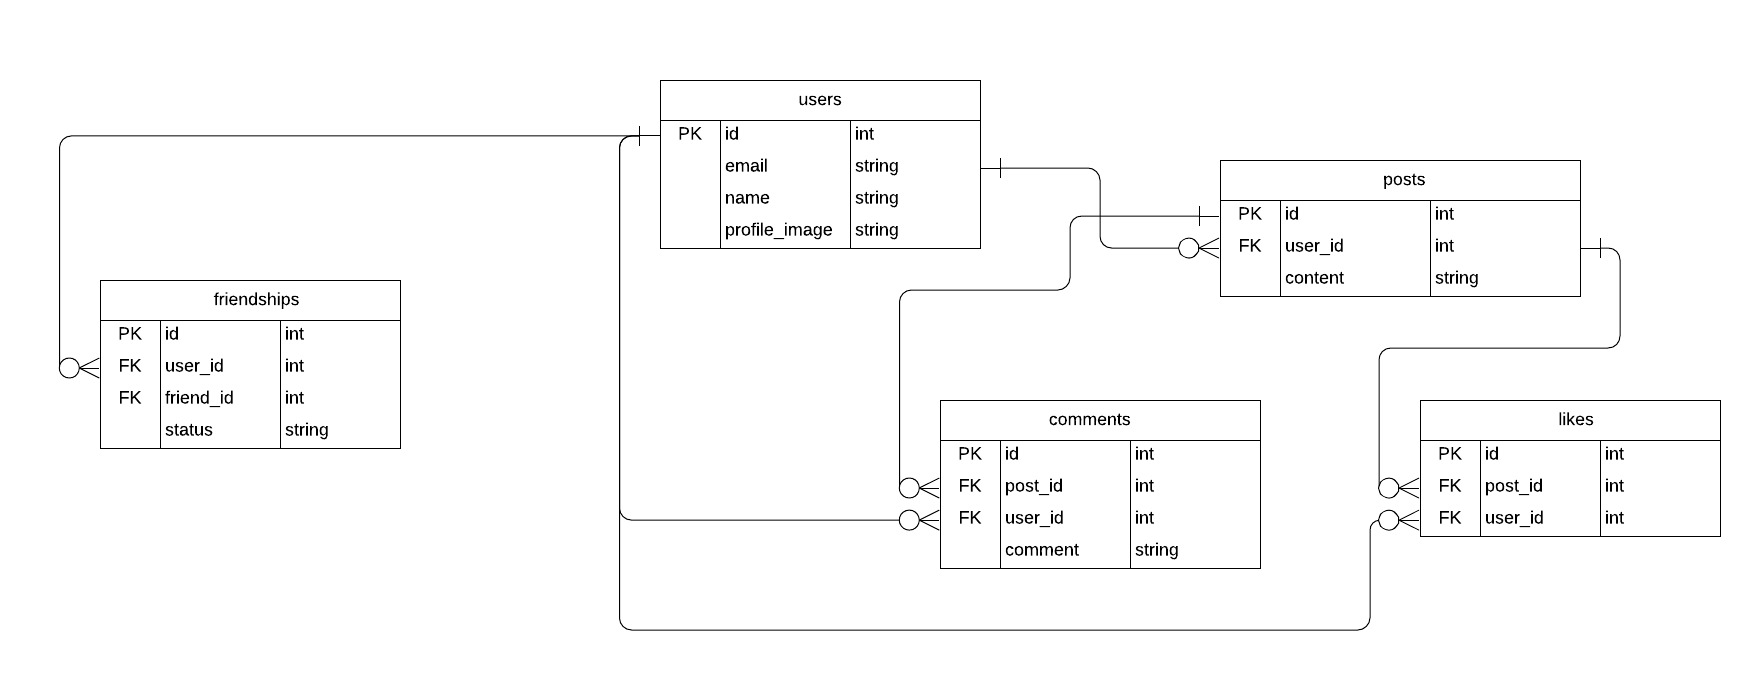 users
PK id int
email string
name string
profile_image string
posts
PK id int
FK user_id int
content string
friendships
PK id int
FK user_id int
FK friend_id int
status string
comments
PK id int
FK post_id int
FK user_id int
comment string
likes
PK id int
FK post_id int
FK user_id int